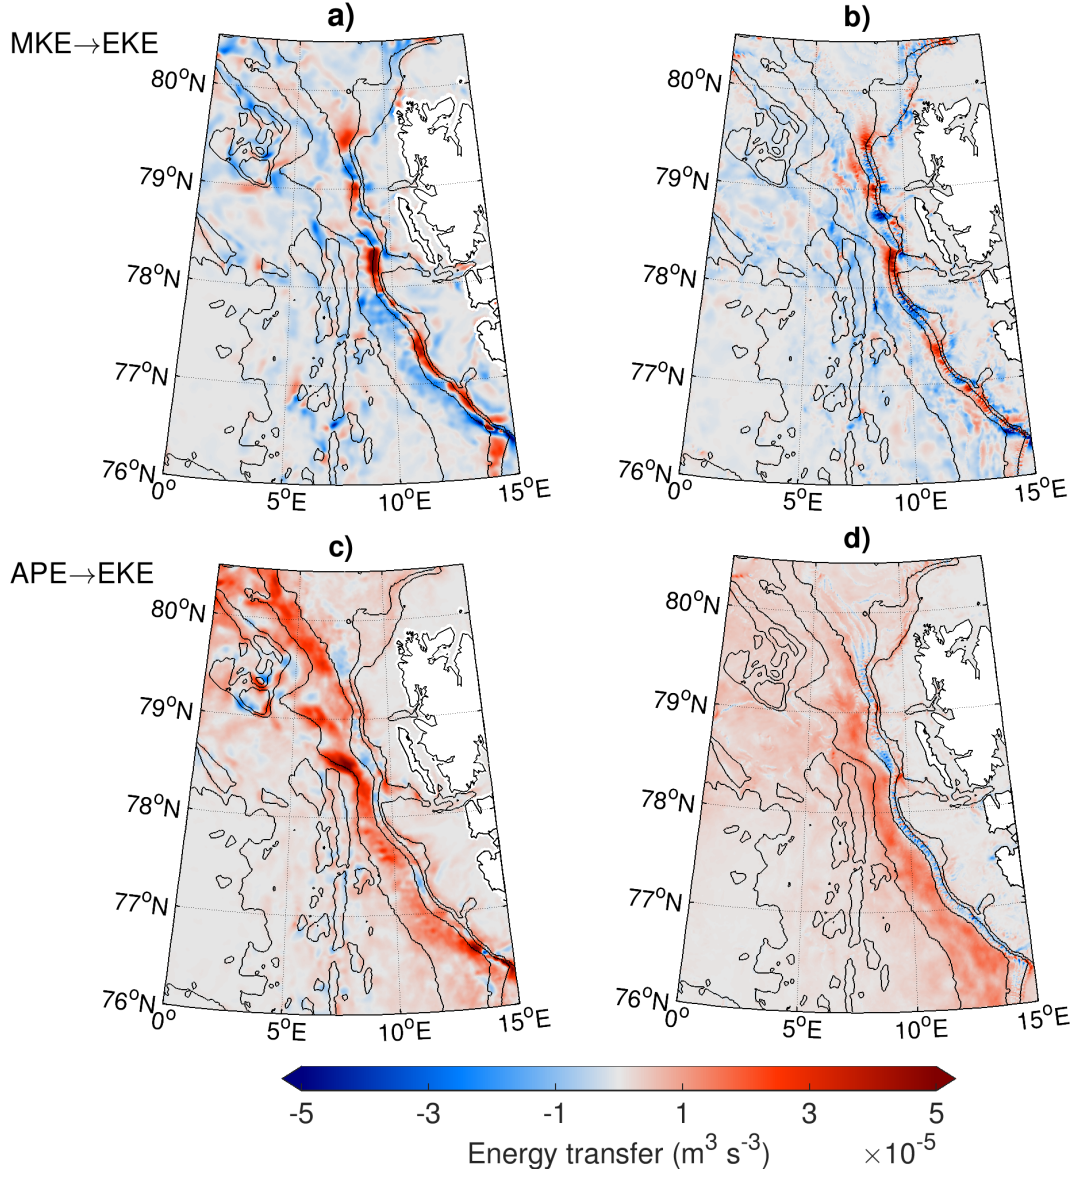 a) b)
MKE→EKE
80°N 80°N
79°N 79°N
78°N 78°N
77°N 77°N
76°N 76°N
0° 5°E 10°E 15°E 0° 5°E 10°E 15°E
c) d)
APE→EKE
80°N 80°N
79°N 79°N
78°N 78°N
77°N 77°N
76°N 76°N
0° 5°E 10°E 15°E 0° 5°E 10°E 15°E
-5 -3 -1 1 3 5
Energy transfer (m³ s⁻³) ×10⁻⁵